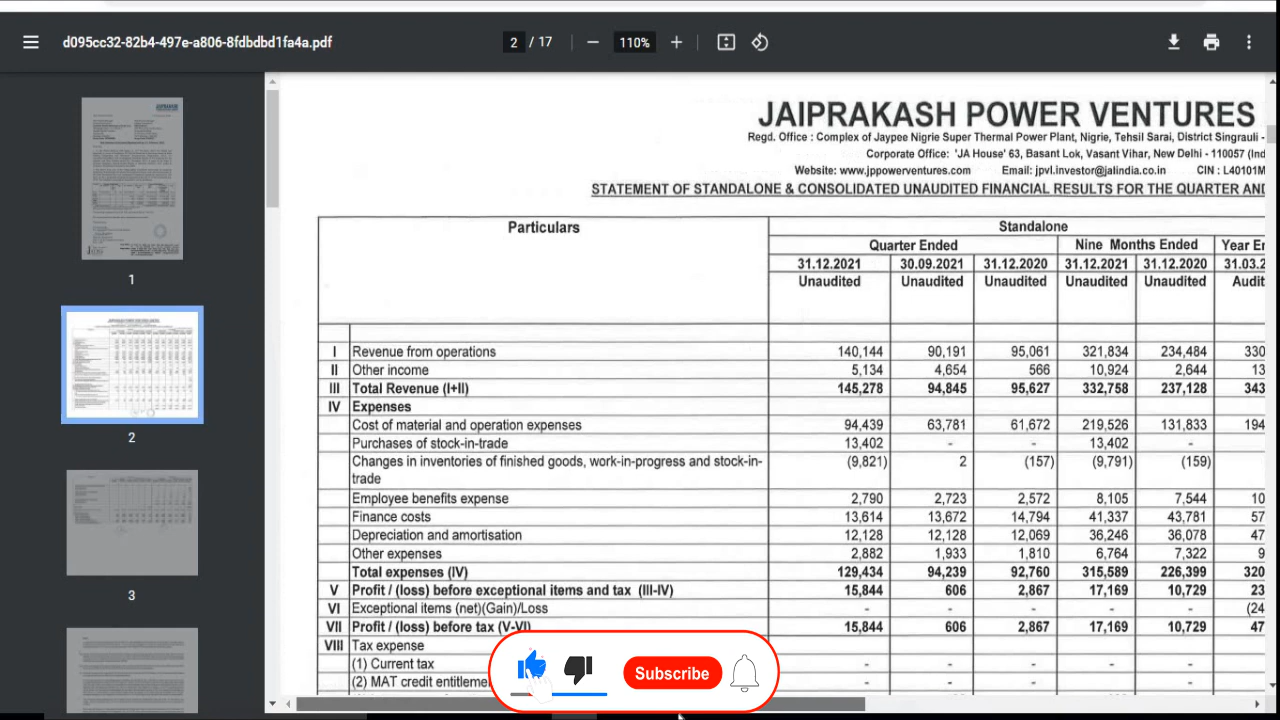 d095cc32-82b4-497e-a806-8fdbdbd1fa4a.pdf
2 / 17
110%
1
2
3
JAIPRAKASH POWER VENTURES
Regd. Office : Complex of Jaypee Nigrie Super Thermal Power Plant, Nigrie, Tehsil Sarai, District Singrauli -
Corporate Office: 'JA House' 63, Basant Lok, Vasant Vihar, New Delhi - 110057 (Ind
Website: www.jppowerventures.com Email: jpvl.investor@jalindia.co.in CIN : L40101M
STATEMENT OF STANDALONE & CONSOLIDATED UNAUDITED FINANCIAL RESULTS FOR THE QUARTER AND
Particulars Standalone
Quarter Ended Nine Months Ended Year En
31.12.2021 30.09.2021 31.12.2020 31.12.2021 31.12.2020 31.03.2
Unaudited Unaudited Unaudited Unaudited Unaudited Audit
I Revenue from operations 140,144 90,191 95,061 321,834 234,484 330
II Other income 5,134 4,654 566 10,924 2,644 13
III Total Revenue (I+II) 145,278 94,845 95,627 332,758 237,128 343
IV Expenses
Cost of material and operation expenses 94,439 63,781 61,672 219,526 131,833 194
Purchases of stock-in-trade 13,402 - - 13,402 -
Changes in inventories of finished goods, work-in-progress and stock-in- (9,821) 2 (157) (9,791) (159)
trade
Employee benefits expense 2,790 2,723 2,572 8,105 7,544 10
Finance costs 13,614 13,672 14,794 41,337 43,781 57
Depreciation and amortisation 12,128 12,128 12,069 36,246 36,078 47
Other expenses 2,882 1,933 1,810 6,764 7,322 9
Total expenses (IV) 129,434 94,239 92,760 315,589 226,399 320
V Profit / (loss) before exceptional items and tax (III-IV) 15,844 606 2,867 17,169 10,729 23
VI Exceptional items (net)(Gain)/Loss - - - - - (24
VII Profit / (loss) before tax (V-VI) 15,844 606 2,867 17,169 10,729 47
VIII Tax expense
(1) Current tax - - - - -
(2) MAT credit entitleme - - - -
Subscribe